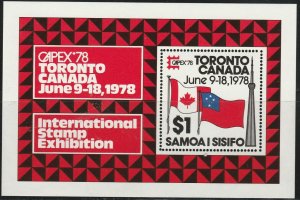 CAPEX '78
TORONTO
CANADA
June 9-18, 1978
International
Stamp
Exhibition
CAPEX '78
TORONTO
CANADA
June 9-18, 1978
$1
SAMOA I SISIFO